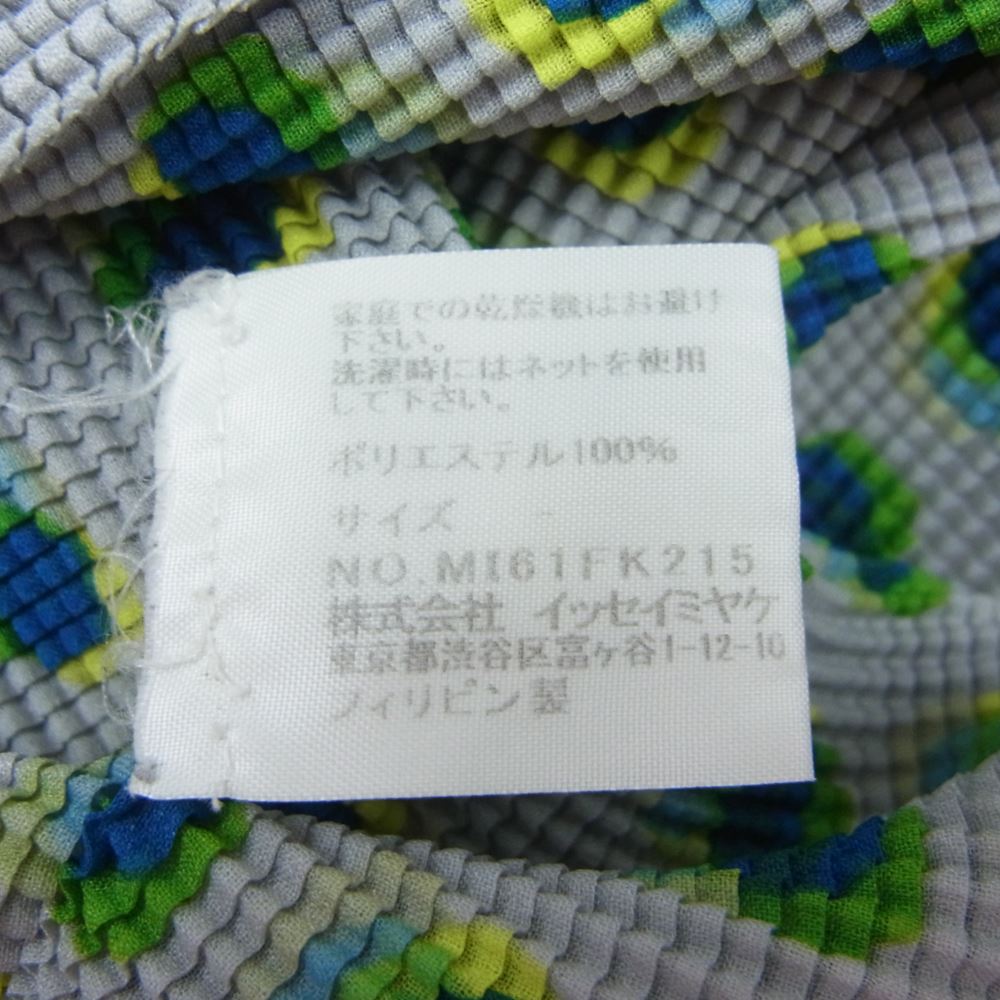 家庭での乾燥機はお避け
下さい。
洗濯時にはネットを使用
して下さい。
ポリエステル100%
サイズ -
NO.MI61FK215
株式会社 イッセイミヤケ
東京都渋谷区富ヶ谷1-12-10
フィリピン製